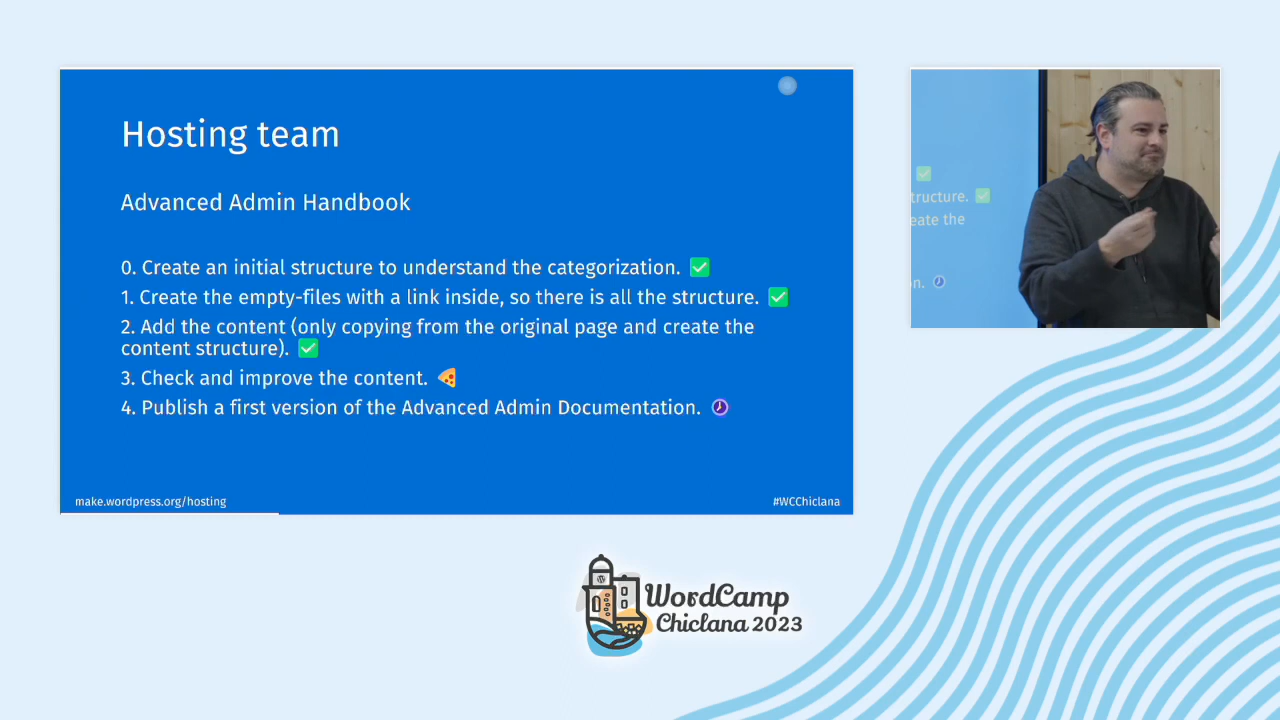 Hosting team
Advanced Admin Handbook
0. Create an initial structure to understand the categorization. ✅
1. Create the empty-files with a link inside, so there is all the structure. ✅
2. Add the content (only copying from the original page and create the
content structure). ✅
3. Check and improve the content. 🍕
4. Publish a first version of the Advanced Admin Documentation. 🕗
make.wordpress.org/hosting
#WCChiclana
tructure. ✅
eate the
n.
WordCamp
Chiclana 2023